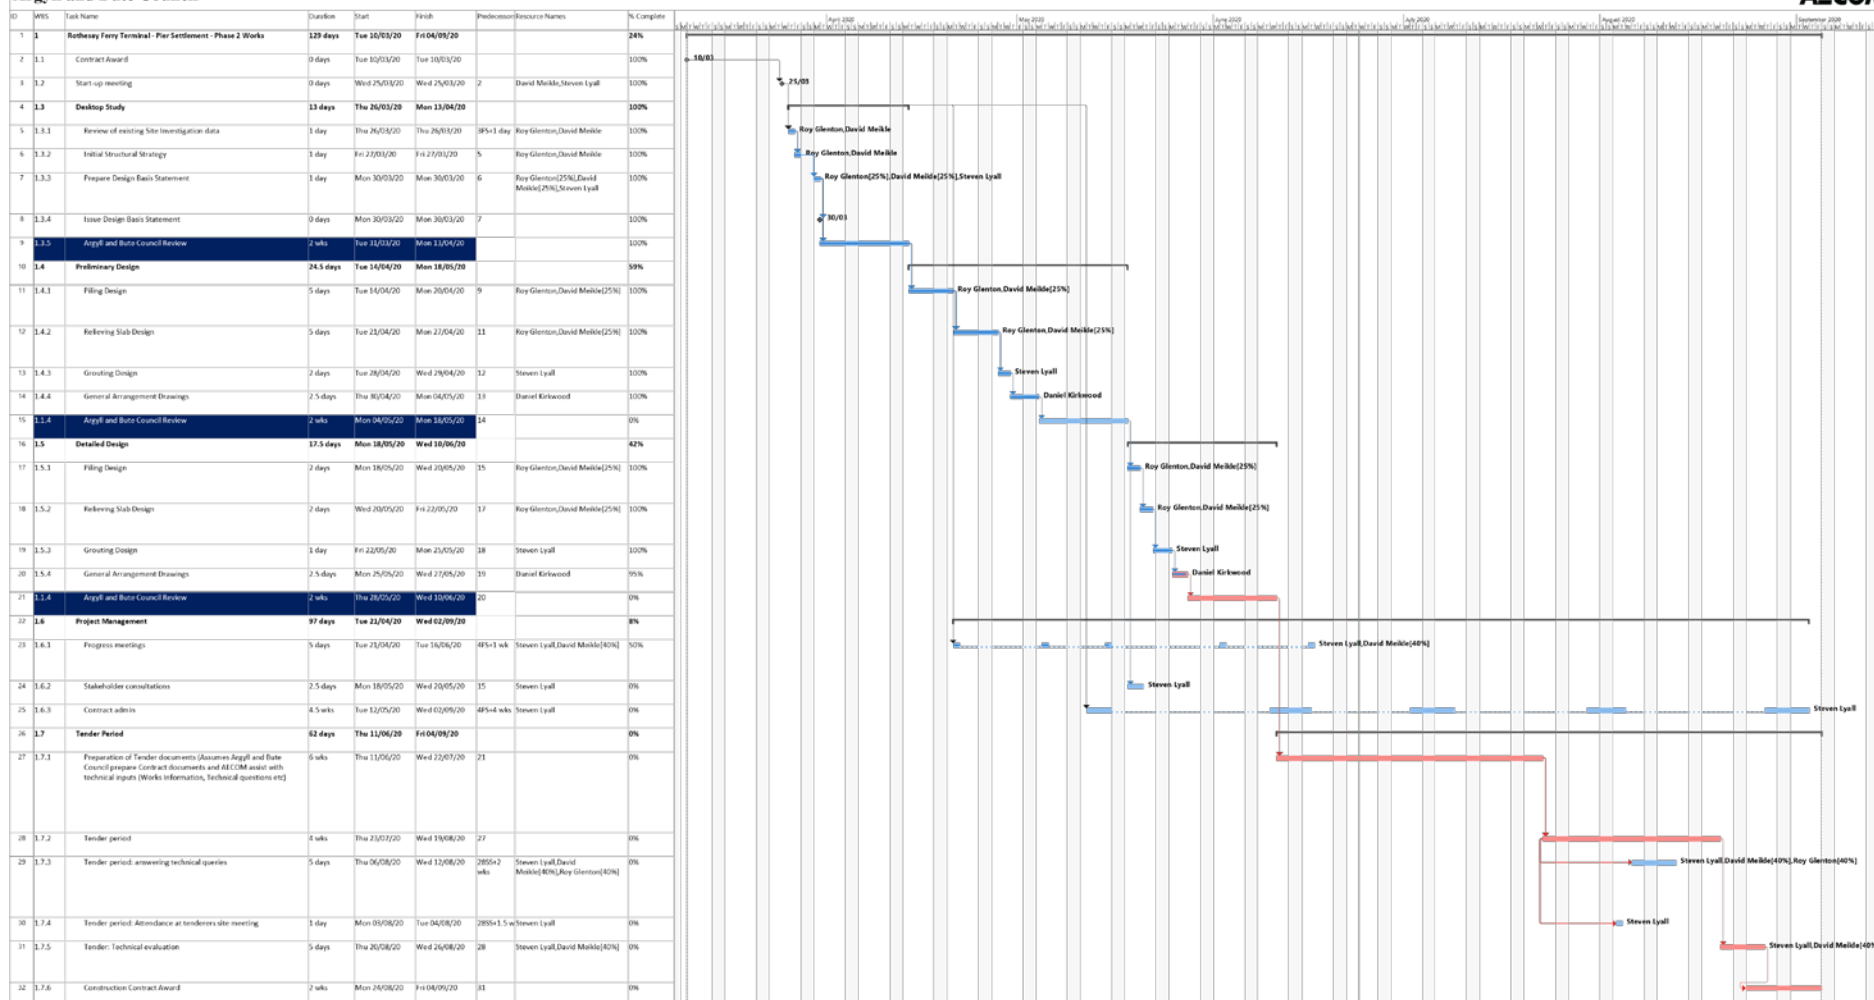 ID WBS Task Name Duration Start Finish Predecessor Resource Names % Complete
April 2020 May 2020 June 2020 July 2020 August 2020 September 2020
1 1 Rothesay Ferry Terminal - Pier Settlement - Phase 2 Works 129 days Tue 10/03/20 Fri 04/09/20 24%
2 1.1 Contract Award 0 days Tue 10/03/20 Tue 10/03/20 100% 10/03
3 1.2 Start-up meeting 0 days Wed 25/03/20 Wed 25/03/20 2 David Meikle,Steven Lyall 100% 25/03
4 1.3 Desktop Study 13 days Thu 26/03/20 Mon 13/04/20 100%
5 1.3.1 Review of existing Site Investigation data 1 day Thu 26/03/20 Thu 26/03/20 3FS+1 day Roy Glenton,David Meikle 100% Roy Glenton,David Meikle
6 1.3.2 Initial Structural Strategy 1 day Fri 27/03/20 Fri 27/03/20 5 Roy Glenton,David Meikle 100% Roy Glenton,David Meikle
7 1.3.3 Prepare Design Basis Statement 1 day Mon 30/03/20 Mon 30/03/20 6 Roy Glenton[25%],David 100% Roy Glenton[25%],David Meikle[25%],Steven Lyall
Meikle[25%],Steven Lyall
8 1.3.4 Issue Design Basis Statement 0 days Mon 30/03/20 Mon 30/03/20 7 100% 30/03
9 1.3.5 Argyll and Bute Council Review 2 wks Tue 31/03/20 Mon 13/04/20 100%
10 1.4 Preliminary Design 24.5 days Tue 14/04/20 Mon 18/05/20 59%
11 1.4.1 Piling Design 5 days Tue 14/04/20 Mon 20/04/20 9 Roy Glenton,David Meikle[25%] 100% Roy Glenton,David Meikle[25%]
12 1.4.2 Relieving Slab Design 5 days Tue 21/04/20 Mon 27/04/20 11 Roy Glenton,David Meikle[25%] 100% Roy Glenton,David Meikle[25%]
13 1.4.3 Grouting Design 2 days Tue 28/04/20 Wed 29/04/20 12 Steven Lyall 100% Steven Lyall
14 1.4.4 General Arrangement Drawings 2.5 days Thu 30/04/20 Mon 04/05/20 13 Daniel Kirkwood 100% Daniel Kirkwood
15 1.1.4 Argyll and Bute Council Review 2 wks Mon 04/05/20 Mon 18/05/20 14 0%
16 1.5 Detailed Design 17.5 days Mon 18/05/20 Wed 10/06/20 42%
17 1.5.1 Piling Design 2 days Mon 18/05/20 Wed 20/05/20 15 Roy Glenton,David Meikle[25%] 100% Roy Glenton,David Meikle[25%]
18 1.5.2 Relieving Slab Design 2 days Wed 20/05/20 Fri 22/05/20 17 Roy Glenton,David Meikle[25%] 100% Roy Glenton,David Meikle[25%]
19 1.5.3 Grouting Design 1 day Fri 22/05/20 Mon 25/05/20 18 Steven Lyall 100% Steven Lyall
20 1.5.4 General Arrangement Drawings 2.5 days Mon 25/05/20 Wed 27/05/20 19 Daniel Kirkwood 95% Daniel Kirkwood
21 1.1.4 Argyll and Bute Council Review 2 wks Thu 28/05/20 Wed 10/06/20 20 0%
22 1.6 Project Management 97 days Tue 21/04/20 Wed 02/09/20 8%
23 1.6.1 Progress meetings 5 days Tue 21/04/20 Tue 16/06/20 4FS+1 wk Steven Lyall,David Meikle[40%] 50% Steven Lyall,David Meikle[40%]
24 1.6.2 Stakeholder consultations 2.5 days Mon 18/05/20 Wed 20/05/20 15 Steven Lyall 0% Steven Lyall
25 1.6.3 Contract admin 4.5 wks Tue 12/05/20 Wed 02/09/20 4FS+4 wks Steven Lyall 0% Steven Lyall
26 1.7 Tender Period 62 days Thu 11/06/20 Fri 04/09/20 0%
27 1.7.1 Preparation of Tender documents (Assumes Argyll and Bute 6 wks Thu 11/06/20 Wed 22/07/20 21 0%
Council prepare Contract documents and AECOM assist with
technical inputs (Works Information, Technical questions etc)
28 1.7.2 Tender period 4 wks Thu 23/07/20 Wed 19/08/20 27 0%
29 1.7.3 Tender period: answering technical queries 5 days Thu 06/08/20 Wed 12/08/20 28SS+2 Steven Lyall,David 0% Steven Lyall,David Meikle[40%],Roy Glenton[40%]
wks Meikle[40%],Roy Glenton[40%]
30 1.7.4 Tender period: Attendance at tenderers site meeting 1 day Mon 03/08/20 Tue 04/08/20 28SS+1.5 w Steven Lyall 0% Steven Lyall
31 1.7.5 Tender: Technical evaluation 5 days Thu 20/08/20 Wed 26/08/20 28 Steven Lyall,David Meikle[40%] 0% Steven Lyall,David Meikle[40%
32 1.7.6 Construction Contract Award 2 wks Mon 24/08/20 Fri 04/09/20 31 0%